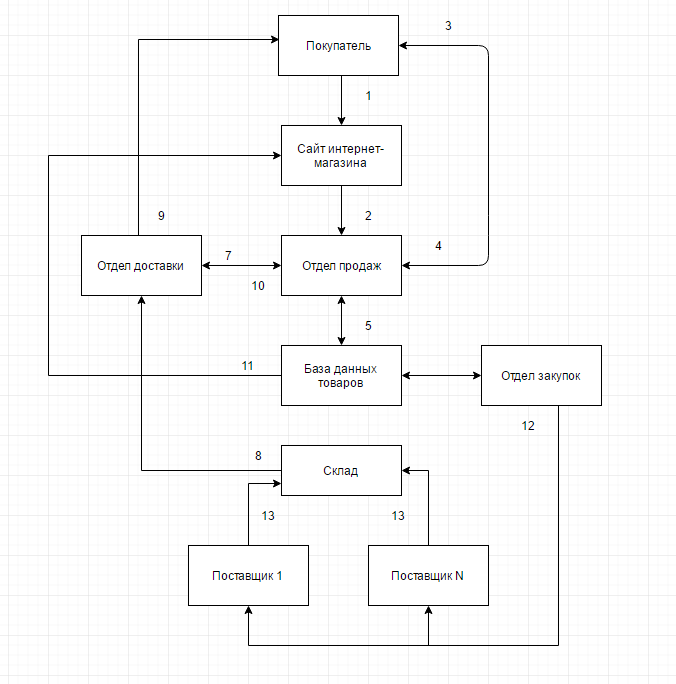 3
Покупатель
1
Сайт интернет-
магазина
9
2
4
7
Отдел доставки
Отдел продаж
10
5
11
База данных
товаров
Отдел закупок
12
8
Склад
13
13
Поставщик 1
Поставщик N